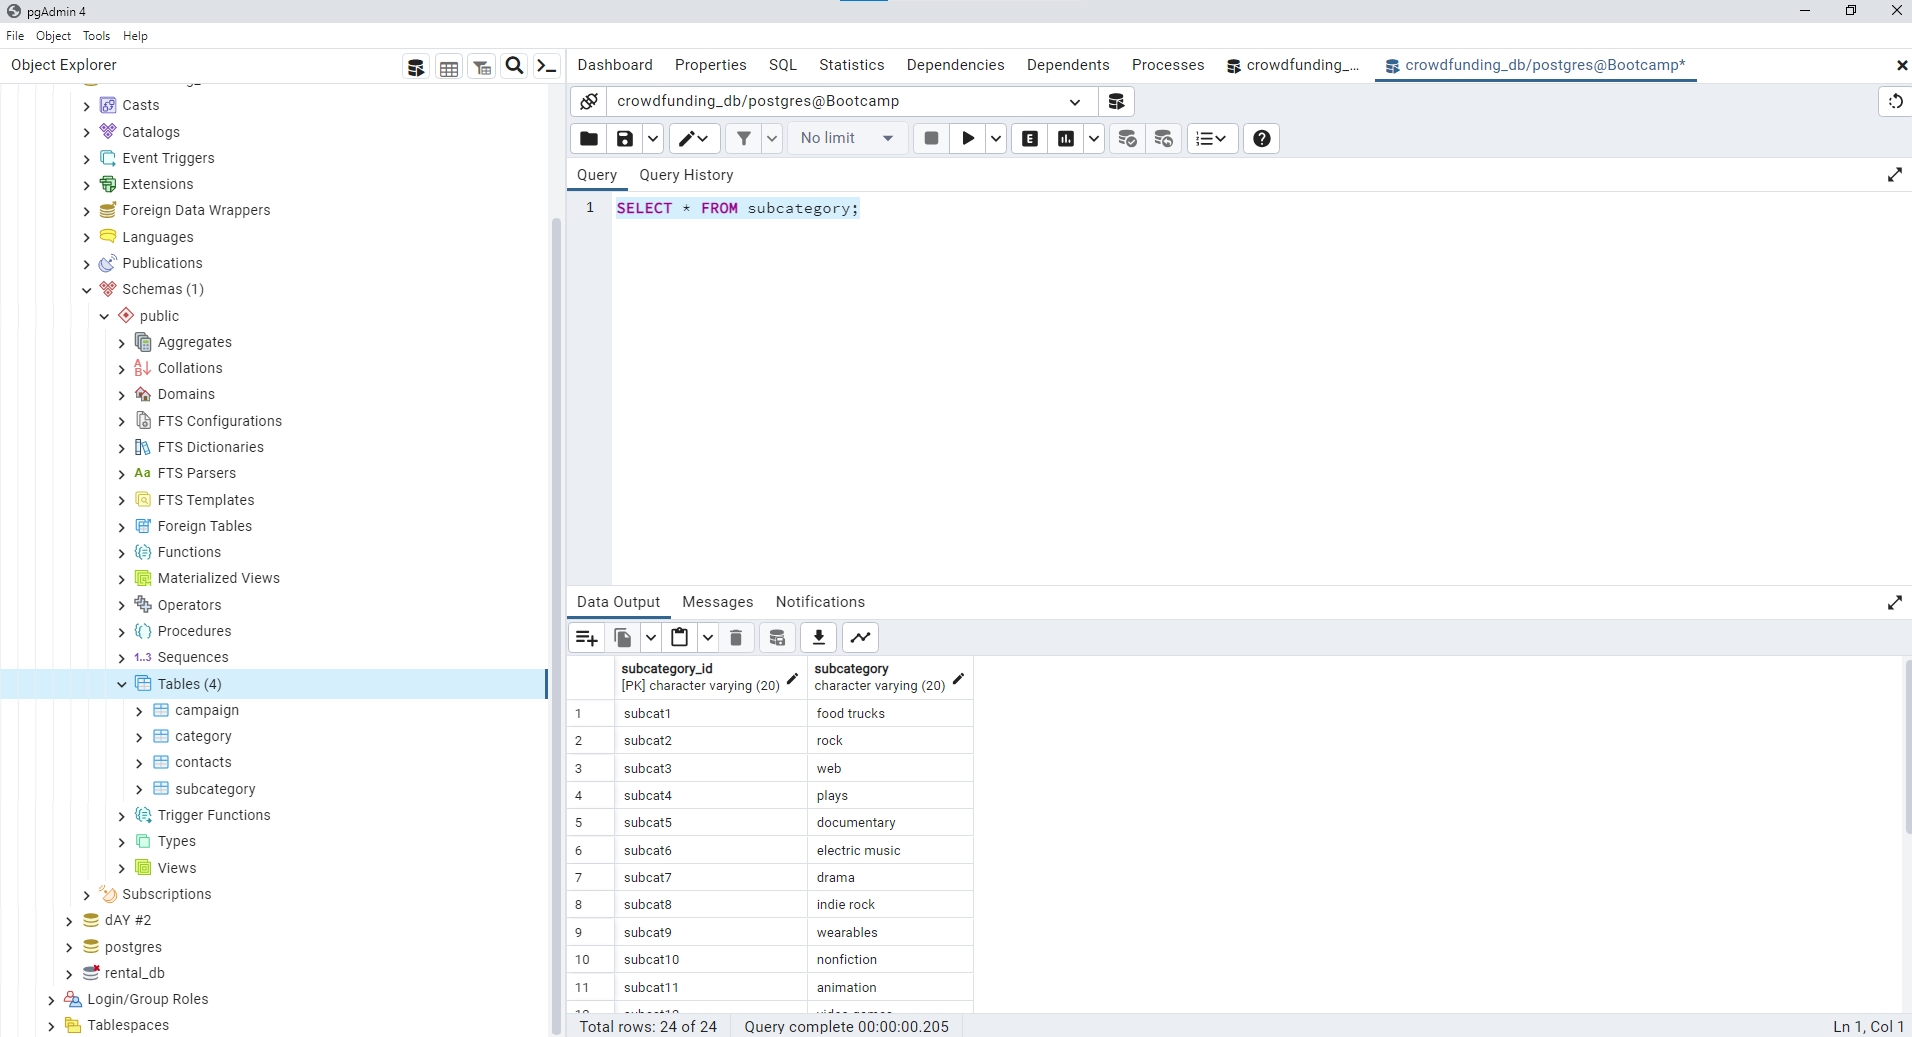 pgAdmin 4
File Object Tools Help
Object Explorer
Casts
Catalogs
Event Triggers
Extensions
Foreign Data Wrappers
Languages
Publications
Schemas (1)
public
Aggregates
Collations
Domains
FTS Configurations
FTS Dictionaries
Aa FTS Parsers
FTS Templates
Foreign Tables
Functions
Materialized Views
Operators
Procedures
1..3 Sequences
Tables (4)
campaign
category
contacts
subcategory
Trigger Functions
Types
Views
Subscriptions
dAY #2
postgres
rental_db
Login/Group Roles
Tablespaces
Dashboard Properties SQL Statistics Dependencies Dependents Processes crowdfunding_... crowdfunding_db/postgres@Bootcamp*
crowdfunding_db/postgres@Bootcamp
No limit E
Query Query History
1 SELECT * FROM subcategory;
Data Output Messages Notifications
subcategory_id subcategory
[PK] character varying (20) character varying (20)
1 subcat1 food trucks
2 subcat2 rock
3 subcat3 web
4 subcat4 plays
5 subcat5 documentary
6 subcat6 electric music
7 subcat7 drama
8 subcat8 indie rock
9 subcat9 wearables
10 subcat10 nonfiction
11 subcat11 animation
12 subcat12 video games
Total rows: 24 of 24 Query complete 00:00:00.205 Ln 1, Col 1